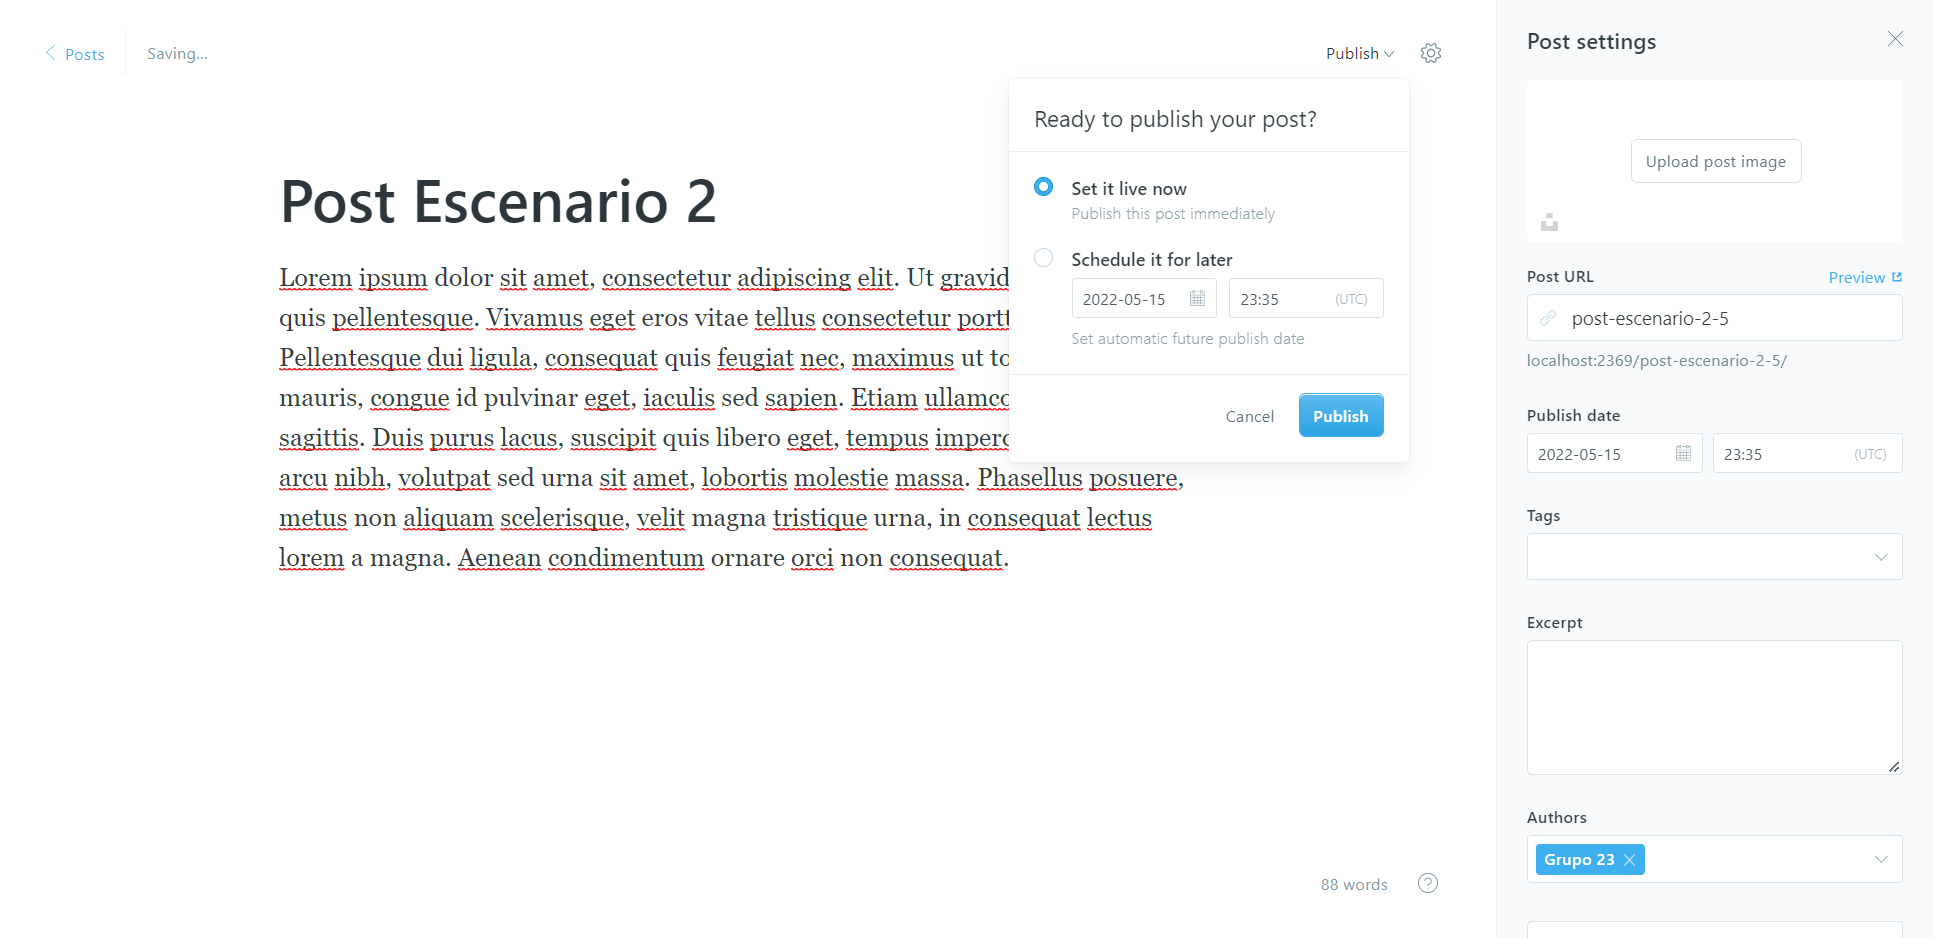 Posts
Saving...
Publish
Ready to publish your post?
Set it live now
Publish this post immediately
Schedule it for later
2022-05-15
23:35 (UTC)
Set automatic future publish date
Cancel
Publish
Post Escenario 2
Lorem ipsum dolor sit amet, consectetur adipiscing elit. Ut gravid
quis pellentesque. Vivamus eget eros vitae tellus consectetur portt
Pellentesque dui ligula, consequat quis feugiat nec, maximus ut to
mauris, congue id pulvinar eget, iaculis sed sapien. Etiam ullamco
sagittis. Duis purus lacus, suscipit quis libero eget, tempus imperd
arcu nibh, volutpat sed urna sit amet, lobortis molestie massa. Phasellus posuere,
metus non aliquam scelerisque, velit magna tristique urna, in consequat lectus
lorem a magna. Aenean condimentum ornare orci non consequat.
88 words
Post settings
Upload post image
Post URL
Preview
post-escenario-2-5
localhost:2369/post-escenario-2-5/
Publish date
2022-05-15
23:35 (UTC)
Tags
Excerpt
Authors
Grupo 23